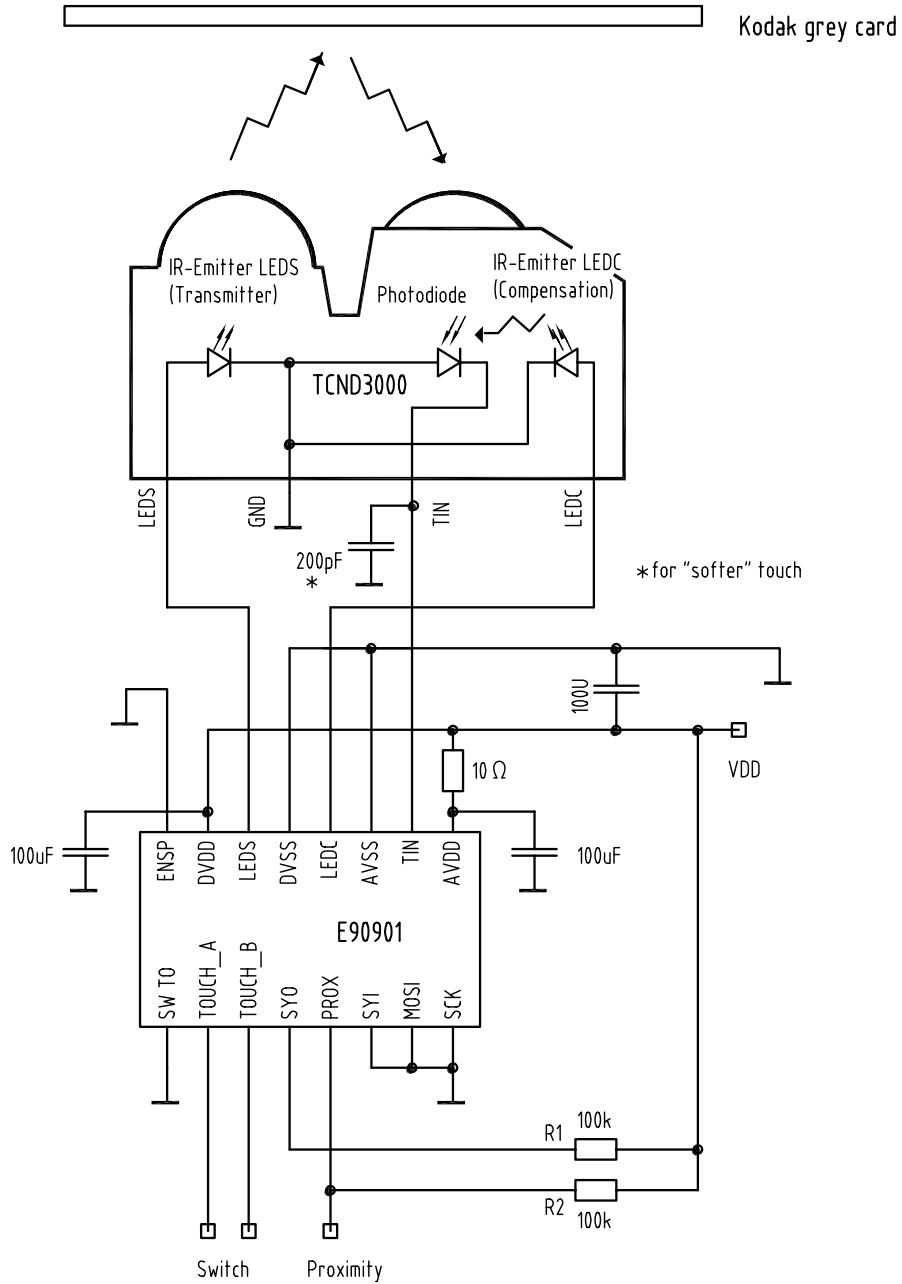 Kodak grey card
IR-Emitter LEDS
(Transmitter)
Photodiode
IR-Emitter LEDC
(Compensation)
TCND3000
LEDS
GND
TIN
LEDC
200pF
*
*for "softer" touch
100U
VDD
10 Ω
100uF
100uF
ENSP
DVDD
LEDS
DVSS
LEDC
AVSS
TIN
AVDD
E90901
SW TO
TOUCH_A
TOUCH_B
SYO
PROX
SYI
MOSI
SCK
R1
100k
R2
100k
Switch
Proximity